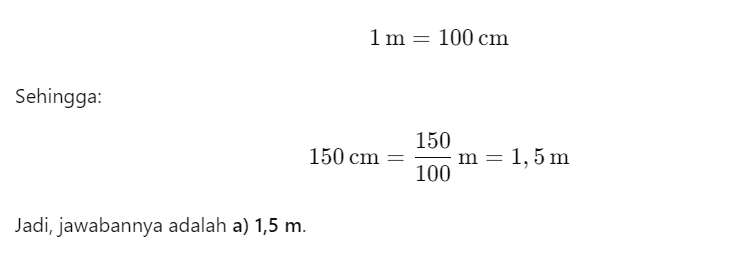 1 m = 100 cm
Sehingga:
150 cm = 150/100 m = 1,5 m
Jadi, jawabannya adalah a) 1,5 m.